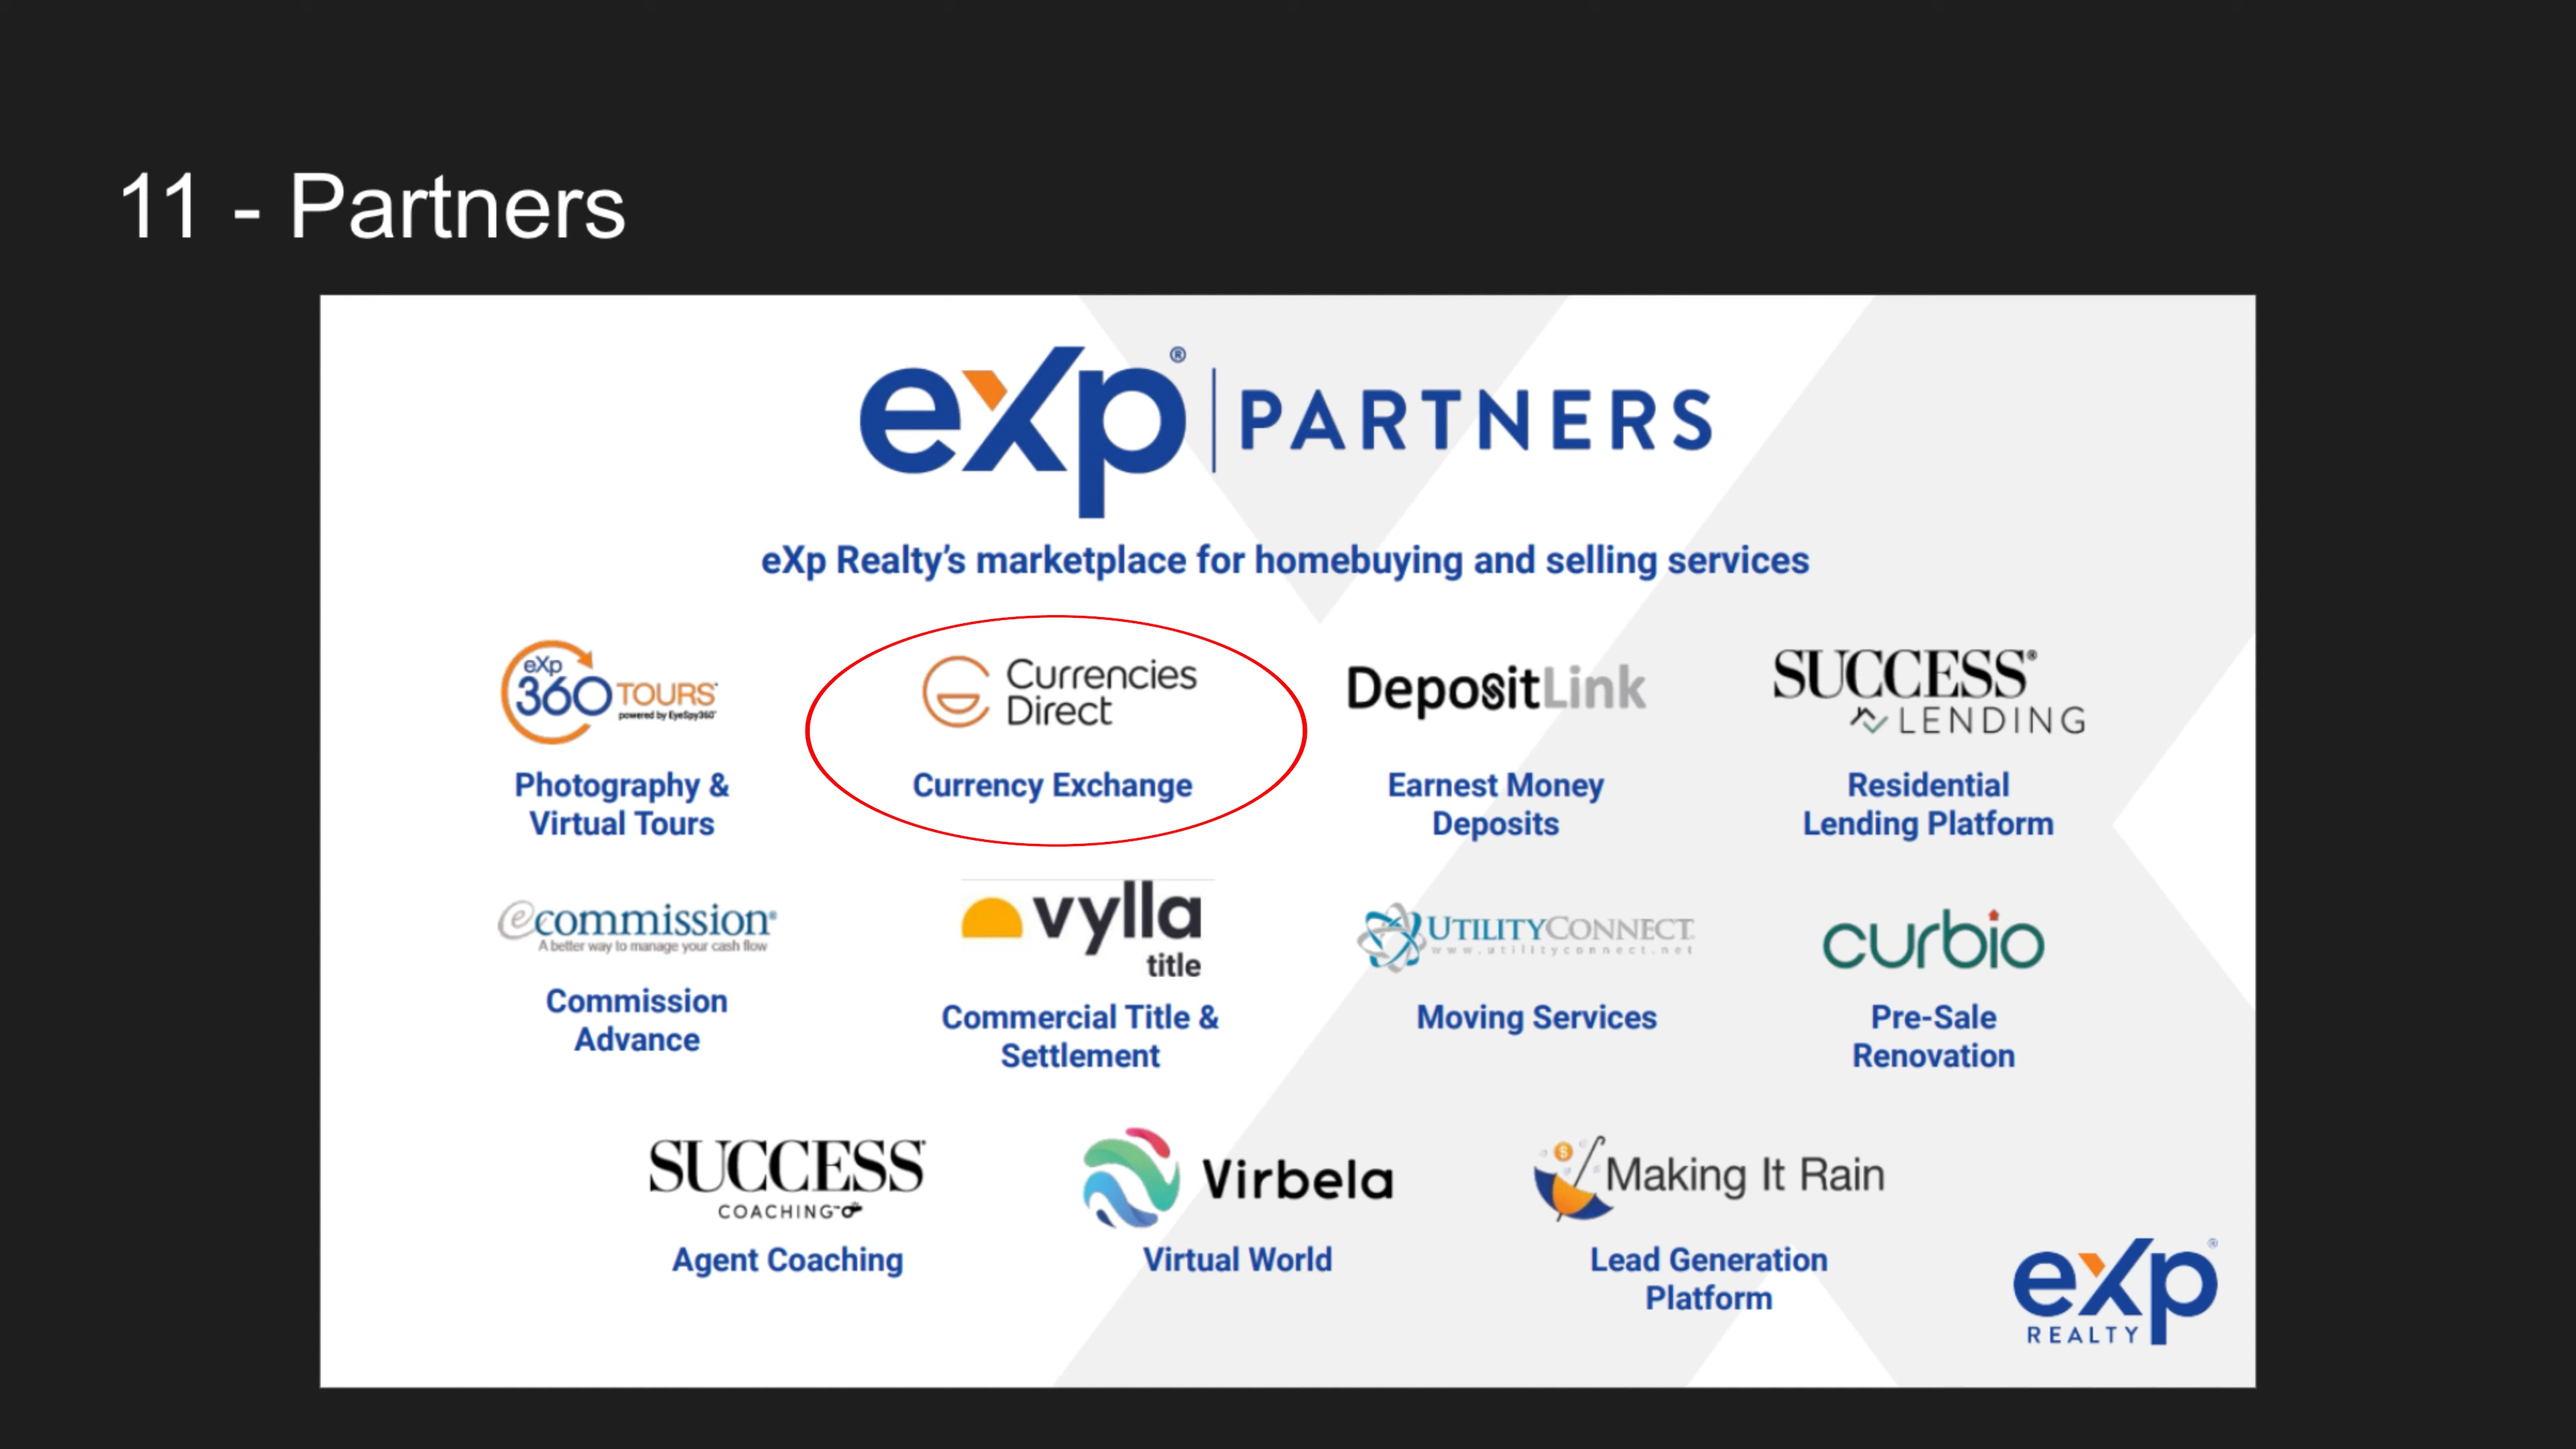 11 - Partners
eXp® | PARTNERS
eXp Realty's marketplace for homebuying and selling services
eXp
360 TOURS
powered by EyeSpy360
Photography &
Virtual Tours
Currencies
Direct
Currency Exchange
DepositLink
Earnest Money
Deposits
SUCCESS®
LENDING
Residential
Lending Platform
ecommission®
A better way to manage your cash flow
Commission
Advance
vylla
title
Commercial Title &
Settlement
UTILITYCONNECT
www.utilityconnect.net
Moving Services
curbio
Pre-Sale
Renovation
SUCCESS
COACHING™
Agent Coaching
Virbela
Virtual World
$
Making It Rain
Lead Generation
Platform
eXp®
REALTY